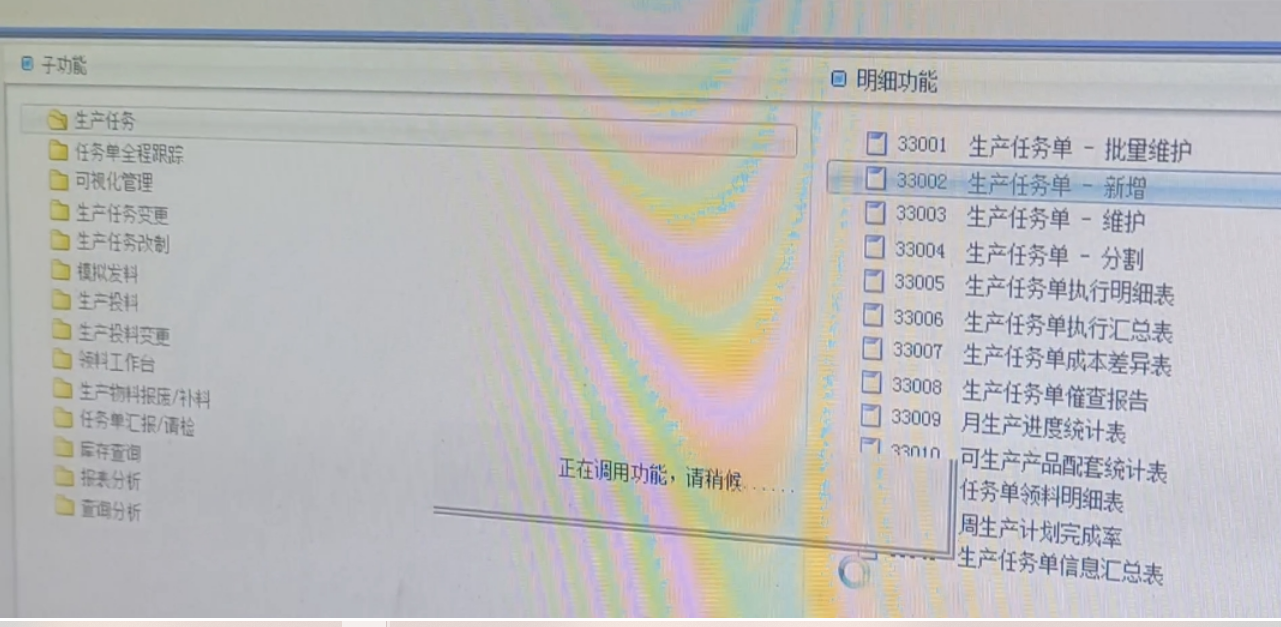 子功能
生产任务
任务单全程跟踪
可视化管理
生产任务变更
生产任务改制
模拟发料
生产投料
生产投料变更
领料工作台
生产物料报废/补料
任务单汇报/请检
库存查询
报表分析
查询分析
明细功能
33001 生产任务单 - 批量维护
33002 生产任务单 - 新增
33003 生产任务单 - 维护
33004 生产任务单 - 分割
33005 生产任务单执行明细表
33006 生产任务单执行汇总表
33007 生产任务单成本差异表
33008 生产任务单催查报告
33009 月生产进度统计表
33010 可生产产品配套统计表
任务单领料明细表
周生产计划完成率
生产任务单信息汇总表
正在调用功能，请稍候......